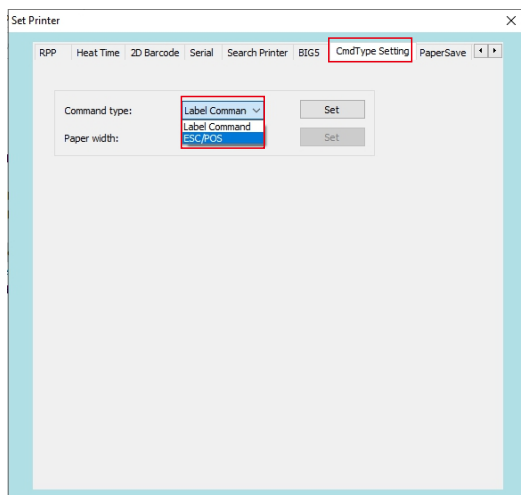 Set Printer
RPP Heat Time 2D Barcode Serial Search Printer BIG5 CmdType Setting PaperSave
Command type: Label Comman Set
Label Command
Paper width: ESC/POS Set